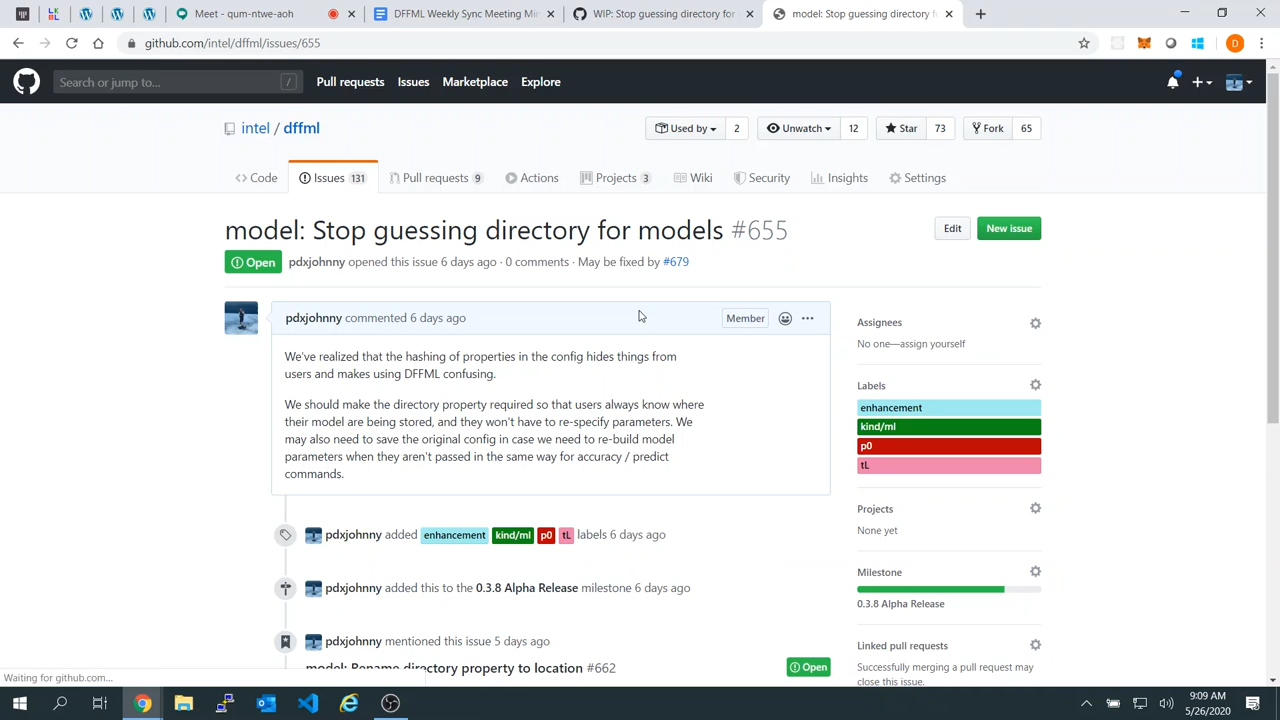 Meet - qum-ntwe-aoh
DFFML Weekly Sync Meeting Mi
WIP: Stop guessing directory for
model: Stop guessing directory f
github.com/intel/dffml/issues/655
D
Search or jump to...
/
Pull requests
Issues
Marketplace
Explore
intel / dffml
Used by 2
Unwatch 12
Star 73
Fork 65
Code
Issues 131
Pull requests 9
Actions
Projects 3
Wiki
Security
Insights
Settings
model: Stop guessing directory for models #655
Edit
New issue
Open
pdxjohnny opened this issue 6 days ago · 0 comments · May be fixed by #679
pdxjohnny commented 6 days ago
Member
We've realized that the hashing of properties in the config hides things from
users and makes using DFFML confusing.
We should make the directory property required so that users always know where
their model are being stored, and they won't have to re-specify parameters. We
may also need to save the original config in case we need to re-build model
parameters when they aren't passed in the same way for accuracy / predict
commands.
pdxjohnny added enhancement kind/ml p0 tL labels 6 days ago
pdxjohnny added this to the 0.3.8 Alpha Release milestone 6 days ago
pdxjohnny mentioned this issue 5 days ago
model: Rename directory property to location #662
Open
Assignees
No one—assign yourself
Labels
enhancement
kind/ml
p0
tL
Projects
None yet
Milestone
0.3.8 Alpha Release
Linked pull requests
Successfully merging a pull request may
close this issue.
Waiting for github.com...
9:09 AM
5/26/2020